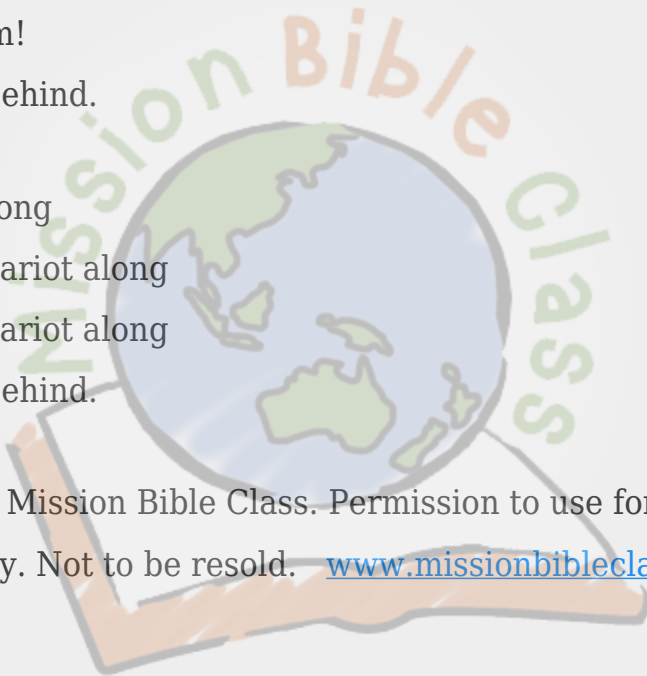 Mission Bible Class
m!
ehind.
ong
ariot along
ariot along
ehind.
Mission Bible Class. Permission to use for
y. Not to be resold. www.missionbiblecla